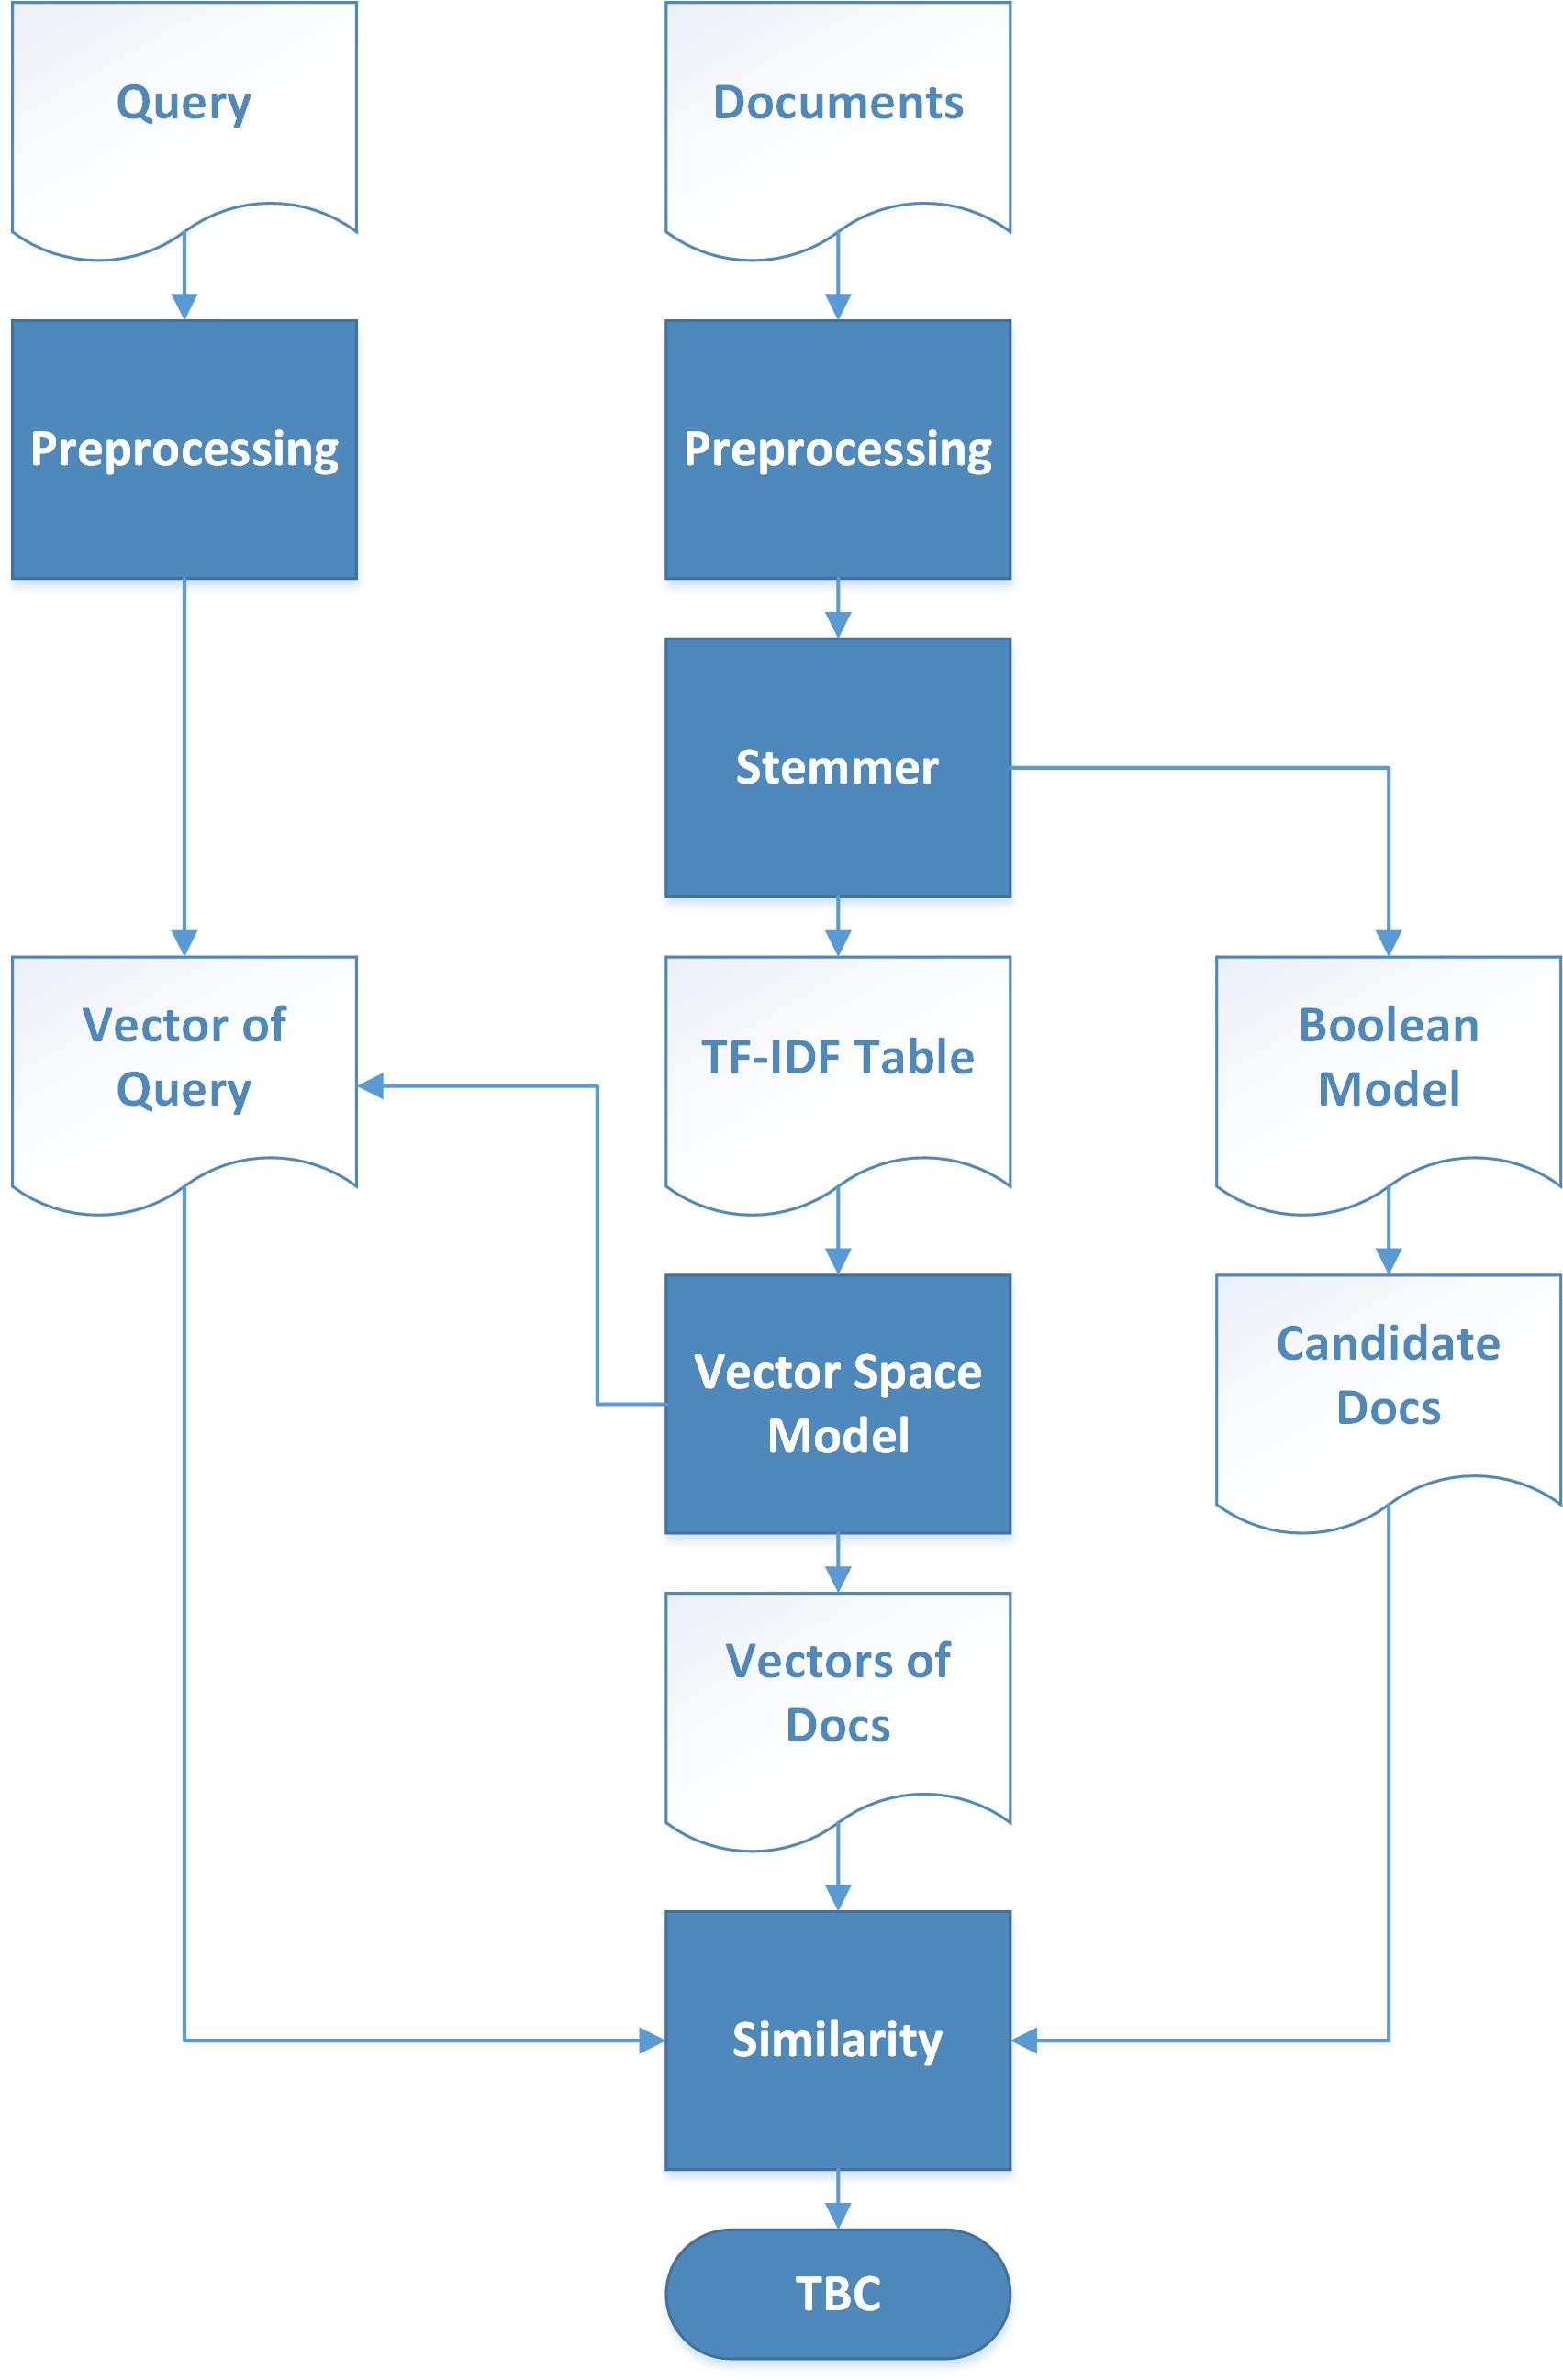 Query
Documents
Preprocessing
Preprocessing
Stemmer
Vector of
Query
TF-IDF Table
Boolean
Model
Vector Space
Model
Candidate
Docs
Vectors of
Docs
Similarity
TBC